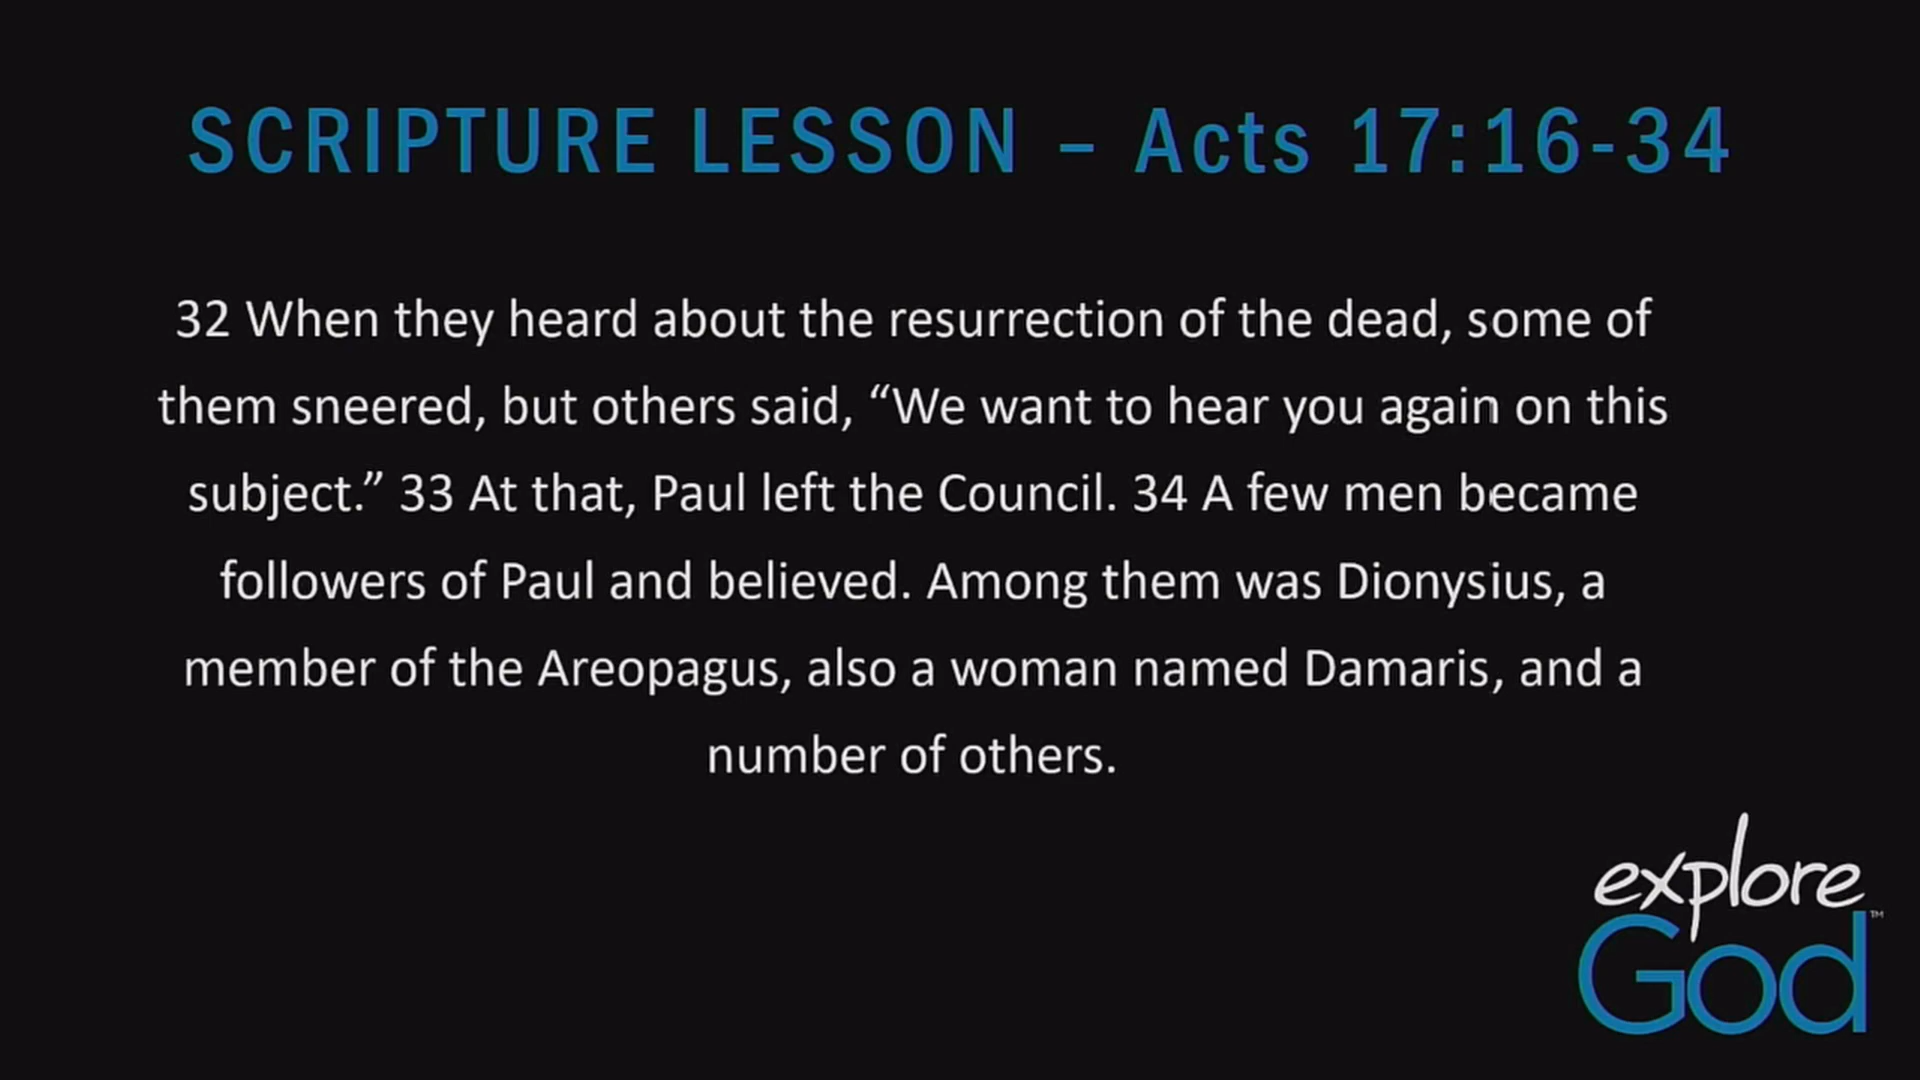 SCRIPTURE LESSON – Acts 17:16-34
32 When they heard about the resurrection of the dead, some of
them sneered, but others said, “We want to hear you again on this
subject.” 33 At that, Paul left the Council. 34 A few men became
followers of Paul and believed. Among them was Dionysius, a
member of the Areopagus, also a woman named Damaris, and a
number of others.
explore
God™